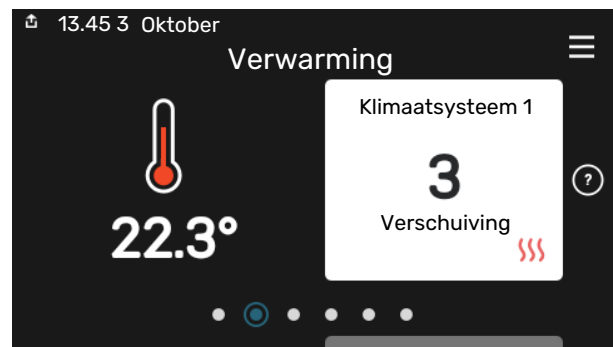 13.45 3 Oktober
Verwarming
Klimaatsysteem 1
3
Verschuiving
22.3°
?